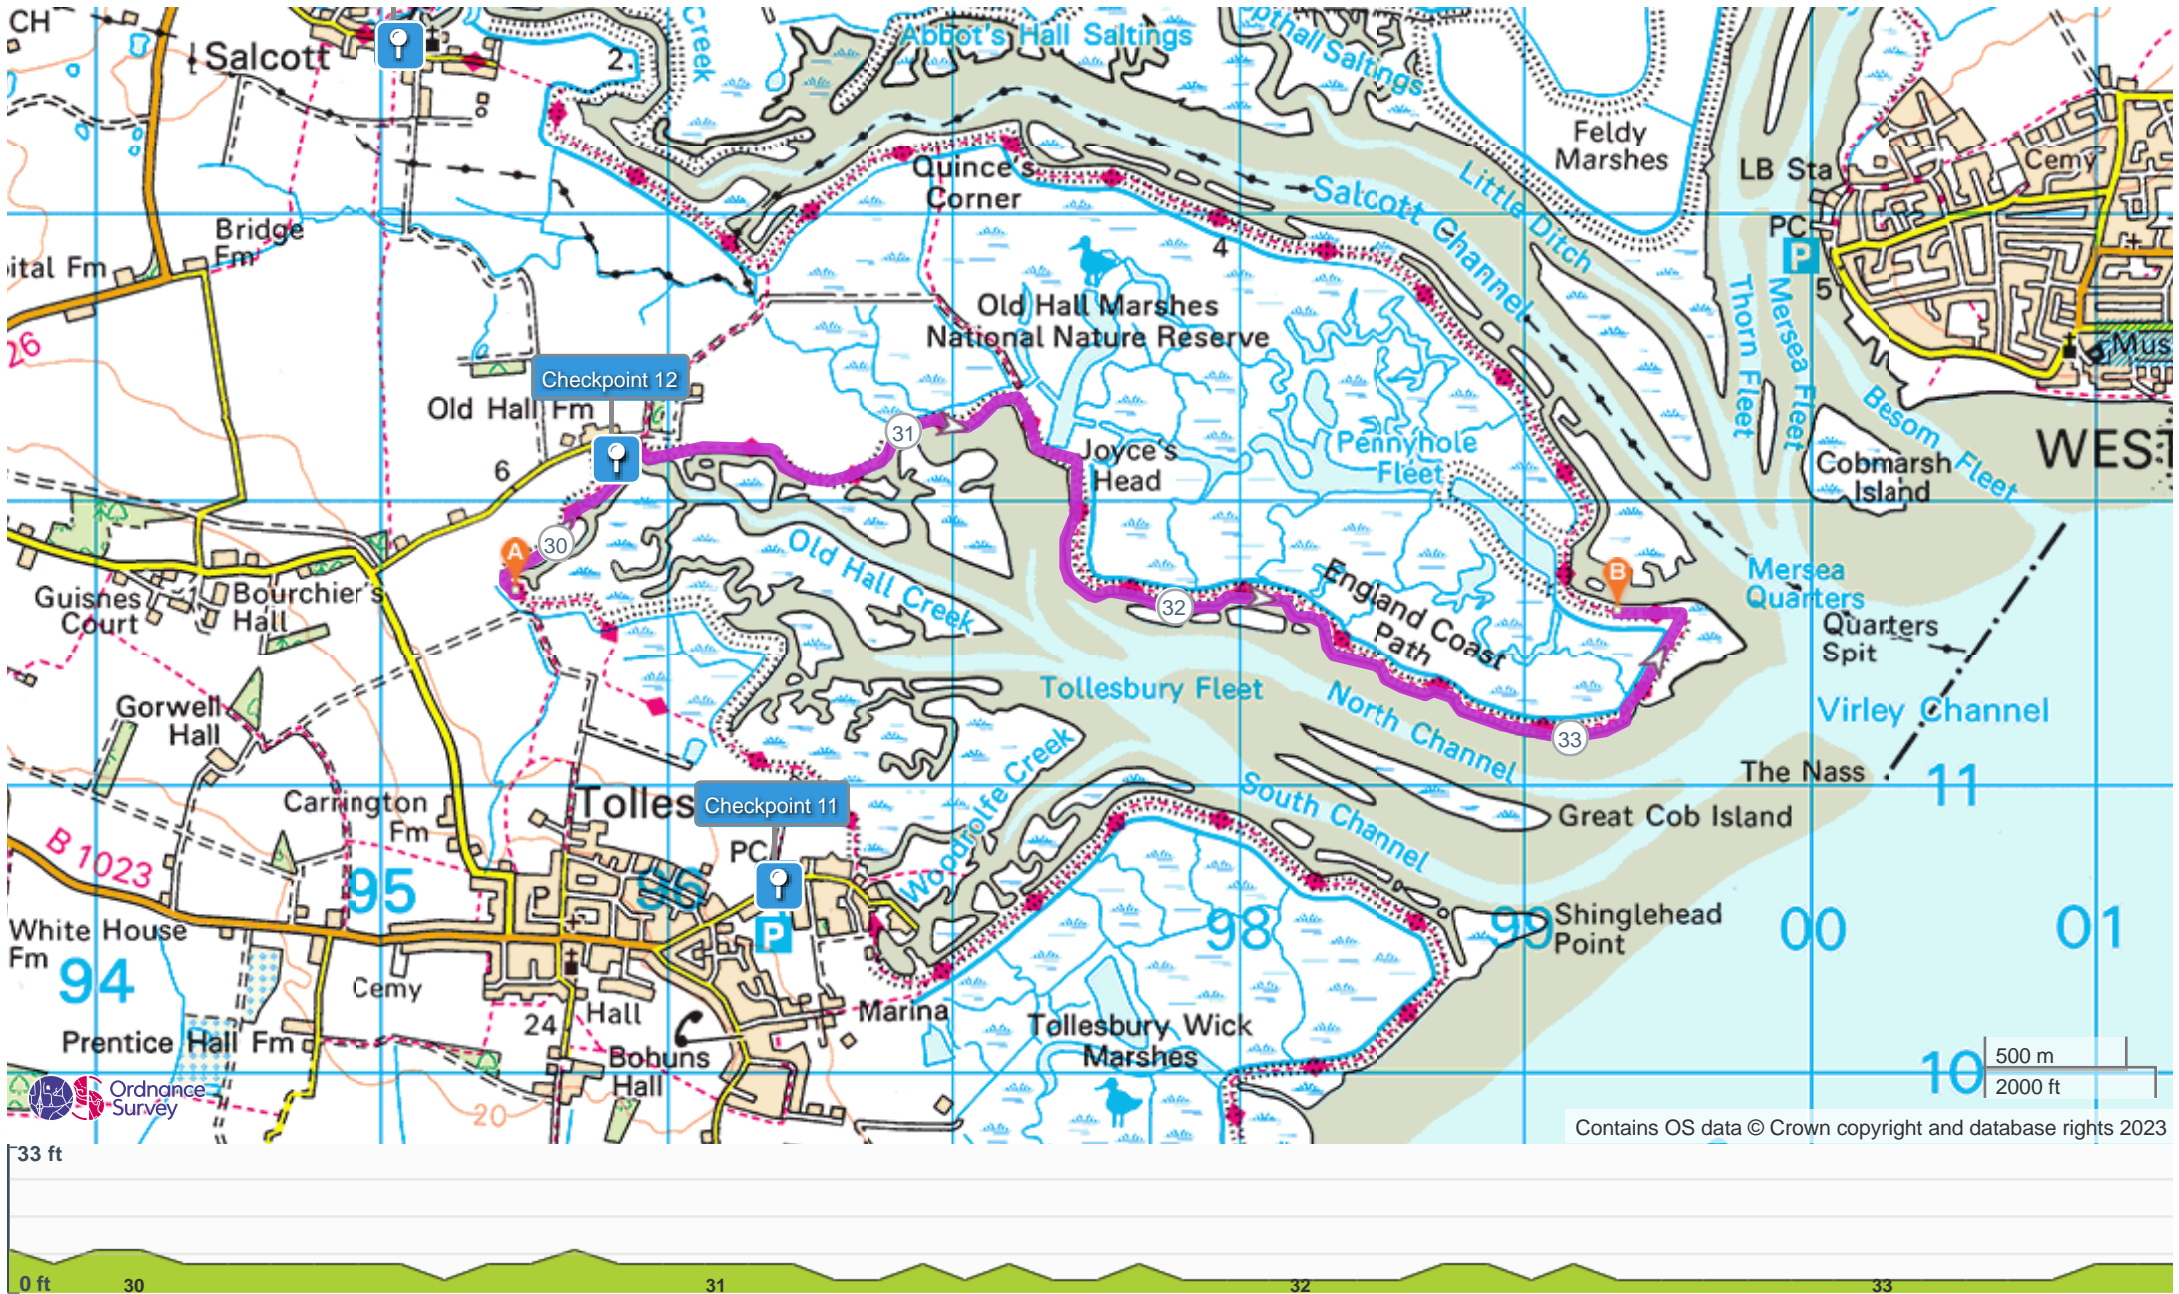 CH
Salcott
2.
Creek
Abbot's Hall Saltings
Saltings
Feldy
Marshes
LB Sta
Cemy
Quince's
Corner
Salcott Channel
Little Ditch
PC
P
5
Bridge
Fm
ital Fm
4
Old Hall Marshes
National Nature Reserve
Thorn Fleet
Mersea Fleet
Besom Fleet
Mus
26
Checkpoint 12
Old Hall Fm
31
6
Joyce's
Head
Pennyhole
Fleet
Cobmarsh
Island
WEST
A
30
Old Hall Creek
B
Mersea
Quarters
Guisnes
Court
Bourchier's
Hall
32
England Coast
Path
Quarters
Spit
Tollesbury Fleet
North Channel
Virley Channel
Gorwell
Hall
33
The Nass
11
Carrington
Fm
Tolles
Checkpoint 11
Woodrolfe Creek
South Channel
Great Cob Island
B 1023
PC
95
96
P
White House
Fm
98
99
Shinglehead
Point
00
01
94
Cemy
P
Hall
24
Marina
Tollesbury Wick
Marshes
Prentice Hall Fm
Bohuns
Hall
10
500 m
2000 ft
Ordnance
Survey
20
Contains OS data © Crown copyright and database rights 2023
33 ft
0 ft
30
31
32
33